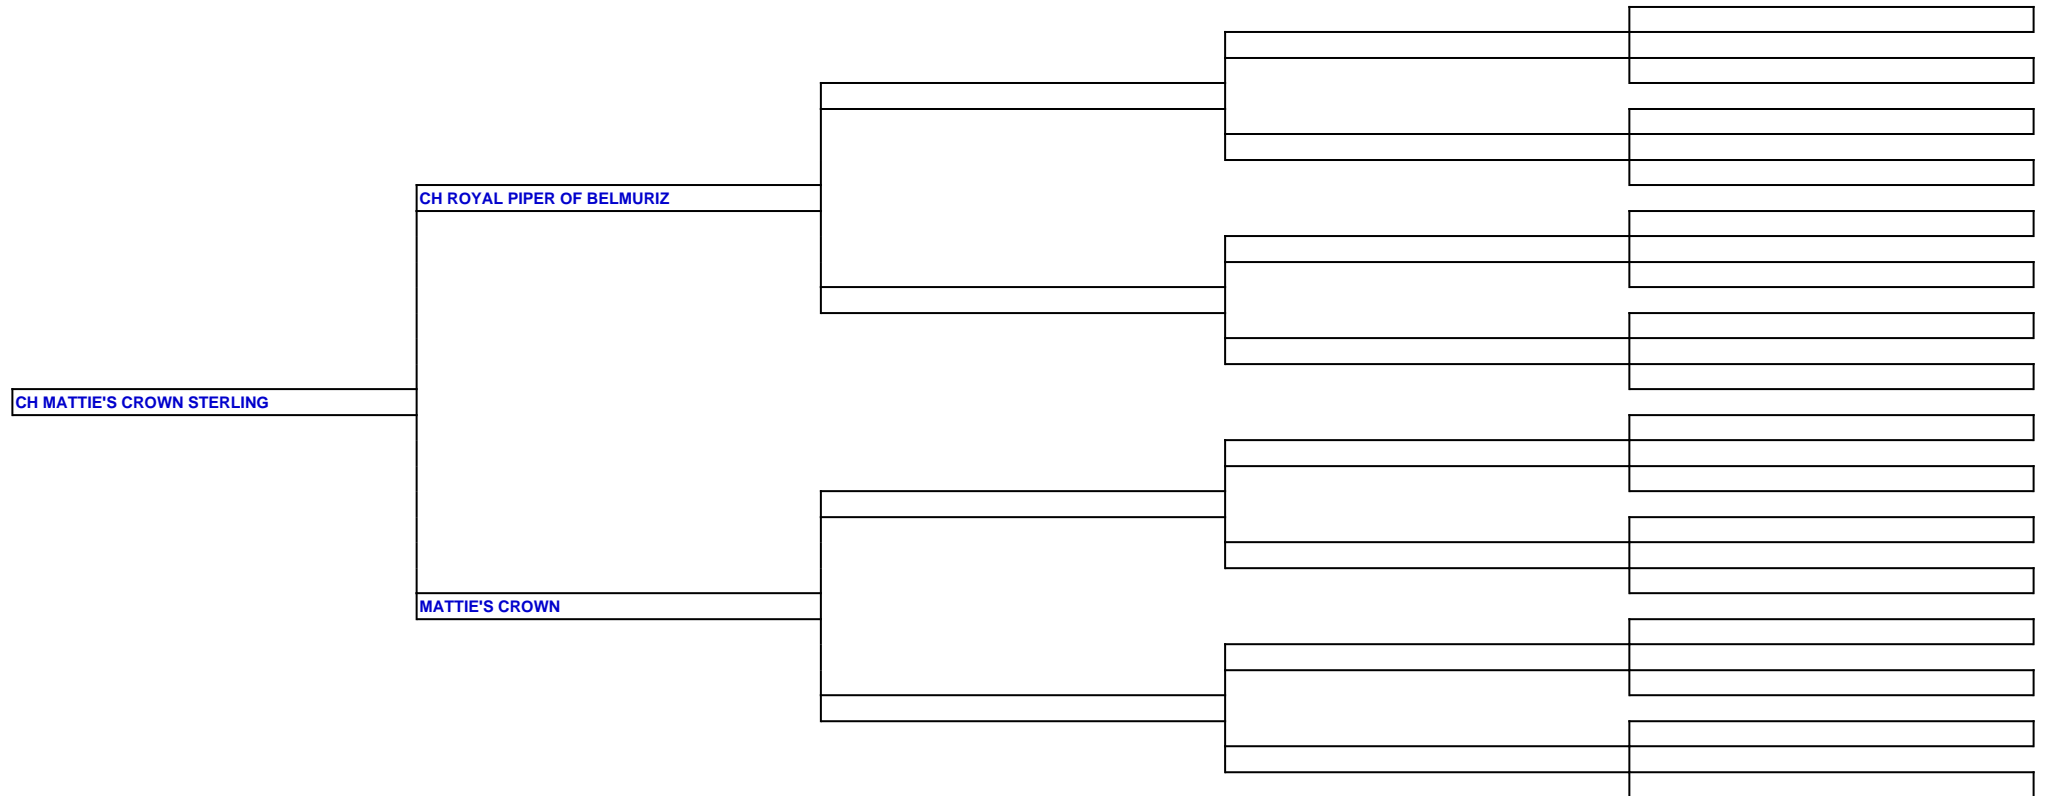 CH ROYAL PIPER OF BELMURIZ
CH MATTIE'S CROWN STERLING
MATTIE'S CROWN